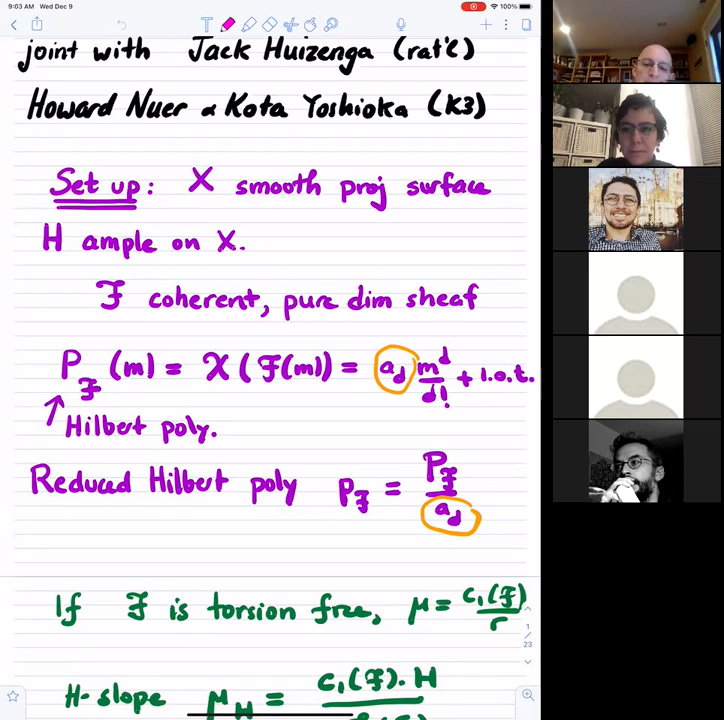 9:03 AM Wed Dec 9
100%
joint with Jack Huizenga (rat'l)
Howard Nuer & Kota Yoshioka (K3)
Set up: X smooth proj surface
H ample on X.
ℱ coherent, pure dim sheaf
P_ℱ (m) = χ(ℱ(m)) = a_d m^d/d! + l.o.t.
↑ Hilbert poly.
Reduced Hilbert poly p_ℱ = P_ℱ/a_d
If ℱ is torsion free, μ = c₁(ℱ)/r
1/23
H-slope μ_H = c₁(ℱ)·H